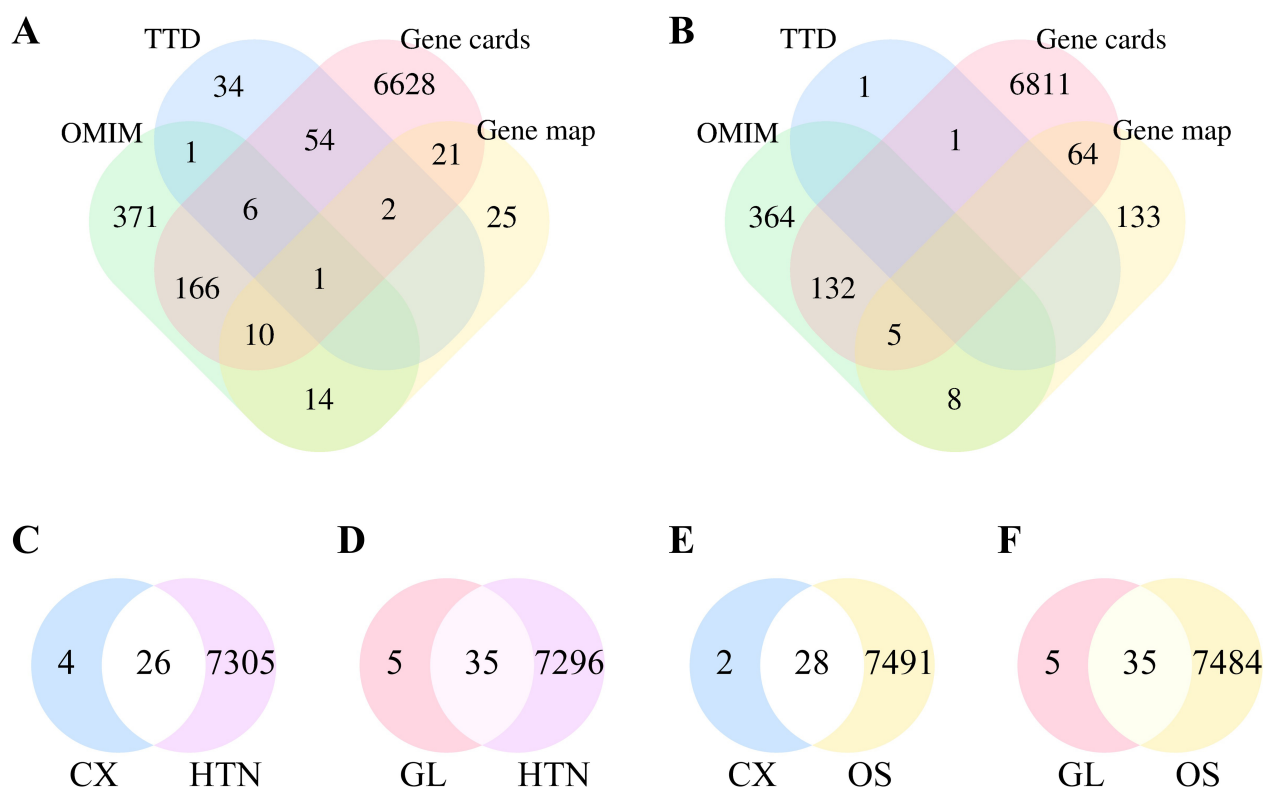 A
TTD
Gene cards
34
6628
OMIM
Gene map
1
54
21
371
6
2
25
166
1
10
14
B
TTD
Gene cards
1
6811
OMIM
Gene map
1
64
364
133
132
5
8
C
4 26 7305
CX HTN
D
5 35 7296
GL HTN
E
2 28 7491
CX OS
F
5 35 7484
GL OS